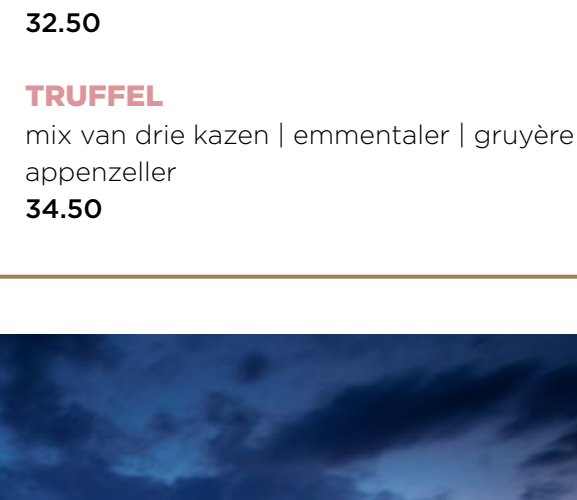 32.50
TRUFFEL
mix van drie kazen | emmentaler | gruyère
appenzeller
34.50